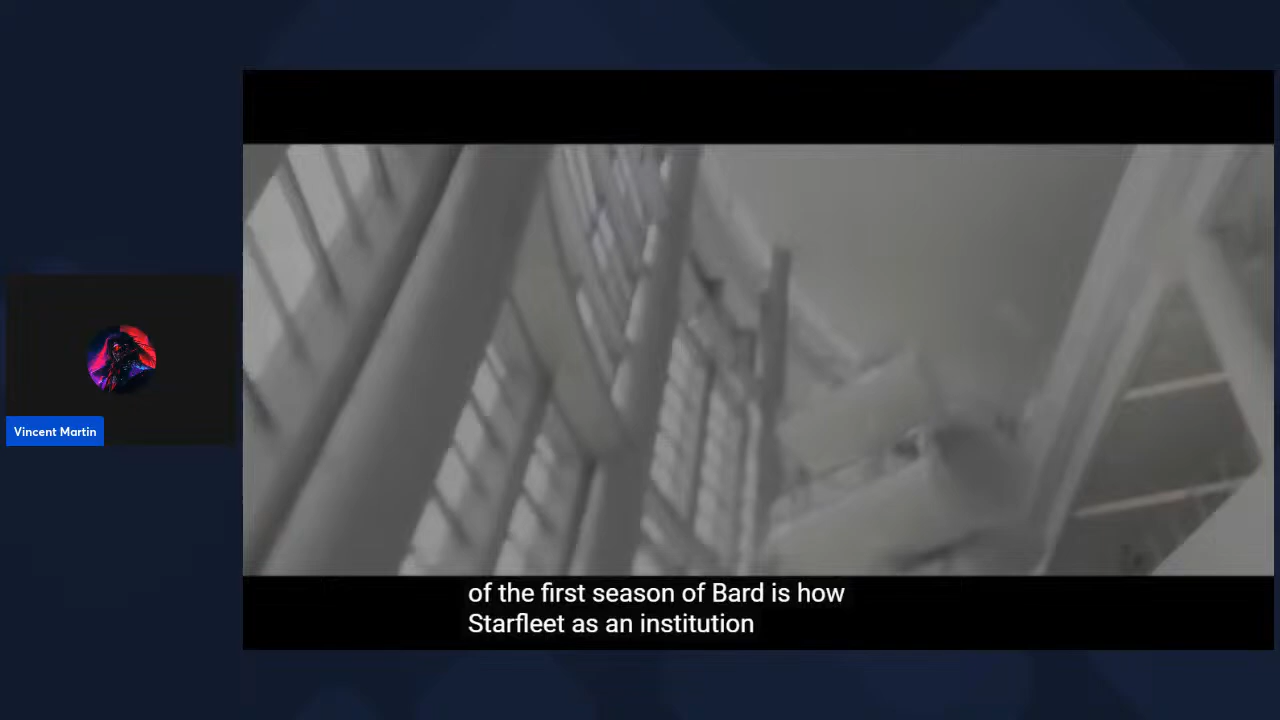 Vincent Martin
of the first season of Bard is how
Starfleet as an institution